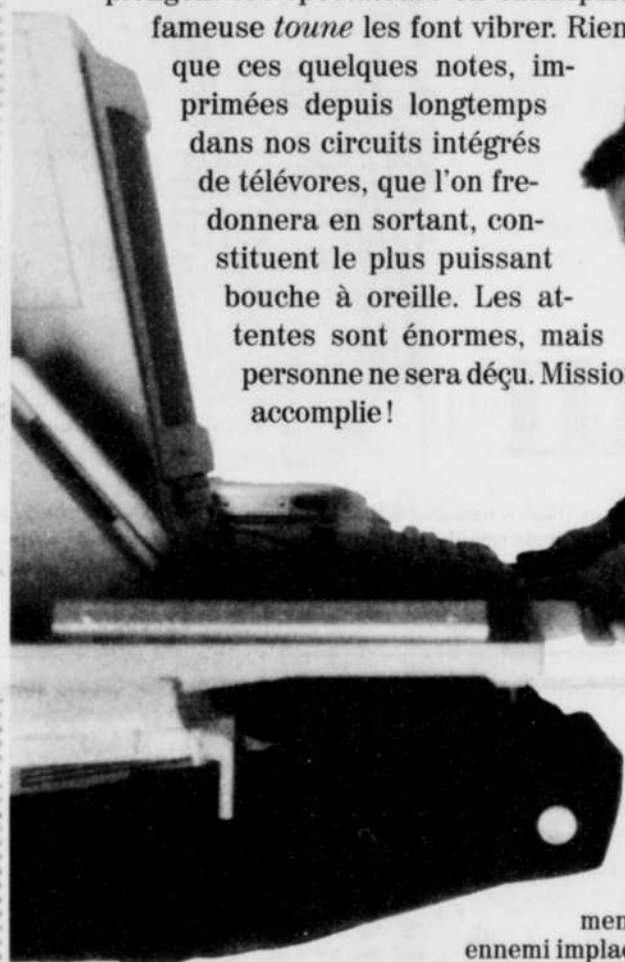 fameuse toune les font vibrer. Rien
que ces quelques notes, im-
primées depuis longtemps
dans nos circuits intégrés
de télévores, que l'on fre-
donnera en sortant, con-
stituent le plus puissant
bouche à oreille. Les at-
tentes sont énormes, mais
personne ne sera déçu. Mission
accomplie !
men
ennemi implac